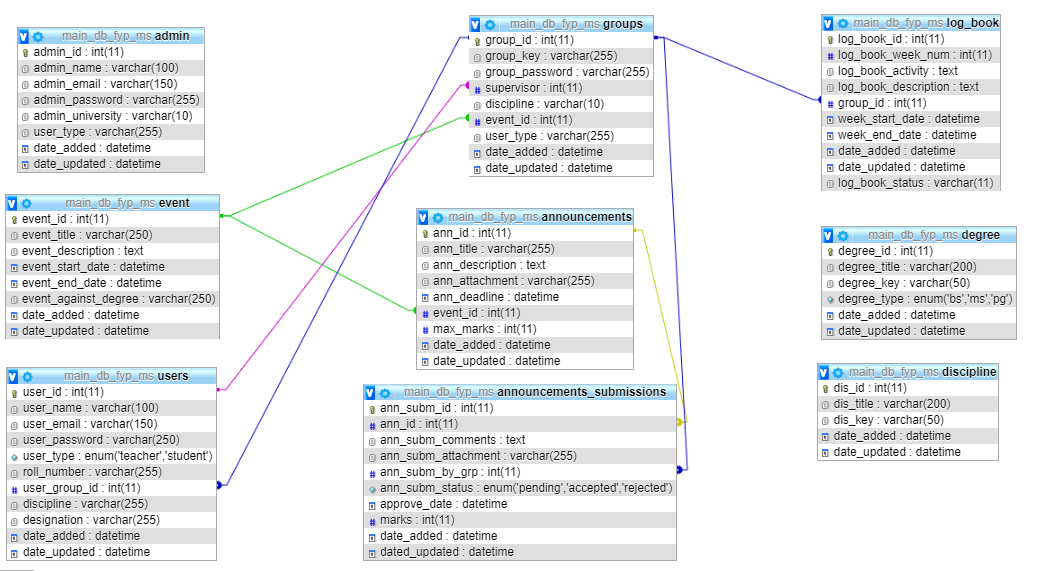 main_db_fyp_ms admin
admin_id : int(11)
admin_name : varchar(100)
admin_email : varchar(150)
admin_password : varchar(255)
admin_university : varchar(10)
user_type : varchar(255)
date_added : datetime
date_updated : datetime
main_db_fyp_ms event
event_id : int(11)
event_title : varchar(250)
event_description : text
event_start_date : datetime
event_end_date : datetime
event_against_degree : varchar(250)
date_added : datetime
date_updated : datetime
main_db_fyp_ms users
user_id : int(11)
user_name : varchar(100)
user_email : varchar(150)
user_password : varchar(250)
user_type : enum('teacher','student')
roll_number : varchar(255)
user_group_id : int(11)
discipline : varchar(255)
designation : varchar(255)
date_added : datetime
date_updated : datetime
main_db_fyp_ms groups
group_id : int(11)
group_key : varchar(255)
group_password : varchar(255)
supervisor : int(11)
discipline : varchar(10)
event_id : int(11)
user_type : varchar(255)
date_added : datetime
date_updated : datetime
main_db_fyp_ms announcements
ann_id : int(11)
ann_title : varchar(255)
ann_description : text
ann_attachment : varchar(255)
ann_deadline : datetime
event_id : int(11)
max_marks : int(11)
date_added : datetime
date_updated : datetime
main_db_fyp_ms announcements_submissions
ann_subm_id : int(11)
ann_id : int(11)
ann_subm_comments : text
ann_subm_attachment : varchar(255)
ann_subm_by_grp : int(11)
ann_subm_status : enum('pending','accepted','rejected')
approve_date : datetime
marks : int(11)
date_added : datetime
dated_updated : datetime
main_db_fyp_ms log_book
log_book_id : int(11)
log_book_week_num : int(11)
log_book_activity : text
log_book_description : text
group_id : int(11)
week_start_date : datetime
week_end_date : datetime
date_added : datetime
date_updated : datetime
log_book_status : varchar(11)
main_db_fyp_ms degree
degree_id : int(11)
degree_title : varchar(200)
degree_key : varchar(50)
degree_type : enum('bs','ms','pg')
date_added : datetime
date_updated : datetime
main_db_fyp_ms discipline
dis_id : int(11)
dis_title : varchar(200)
dis_key : varchar(50)
date_added : datetime
date_updated : datetime